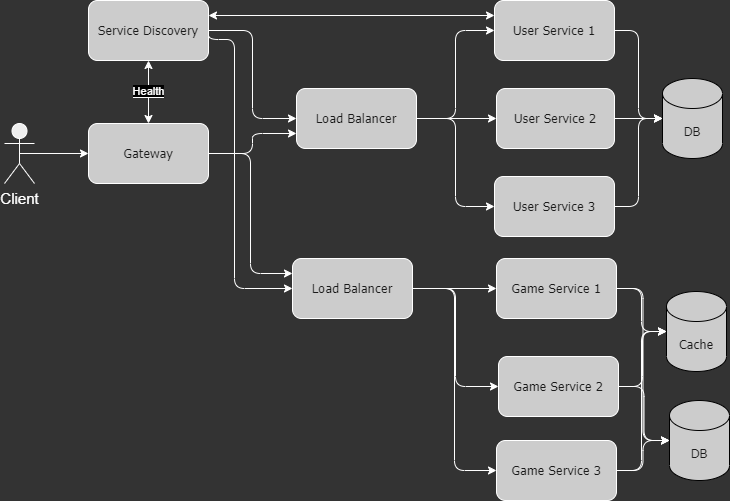 Service Discovery
User Service 1
Health
Load Balancer
User Service 2
DB
Gateway
Client
User Service 3
Load Balancer
Game Service 1
Cache
Game Service 2
DB
Game Service 3